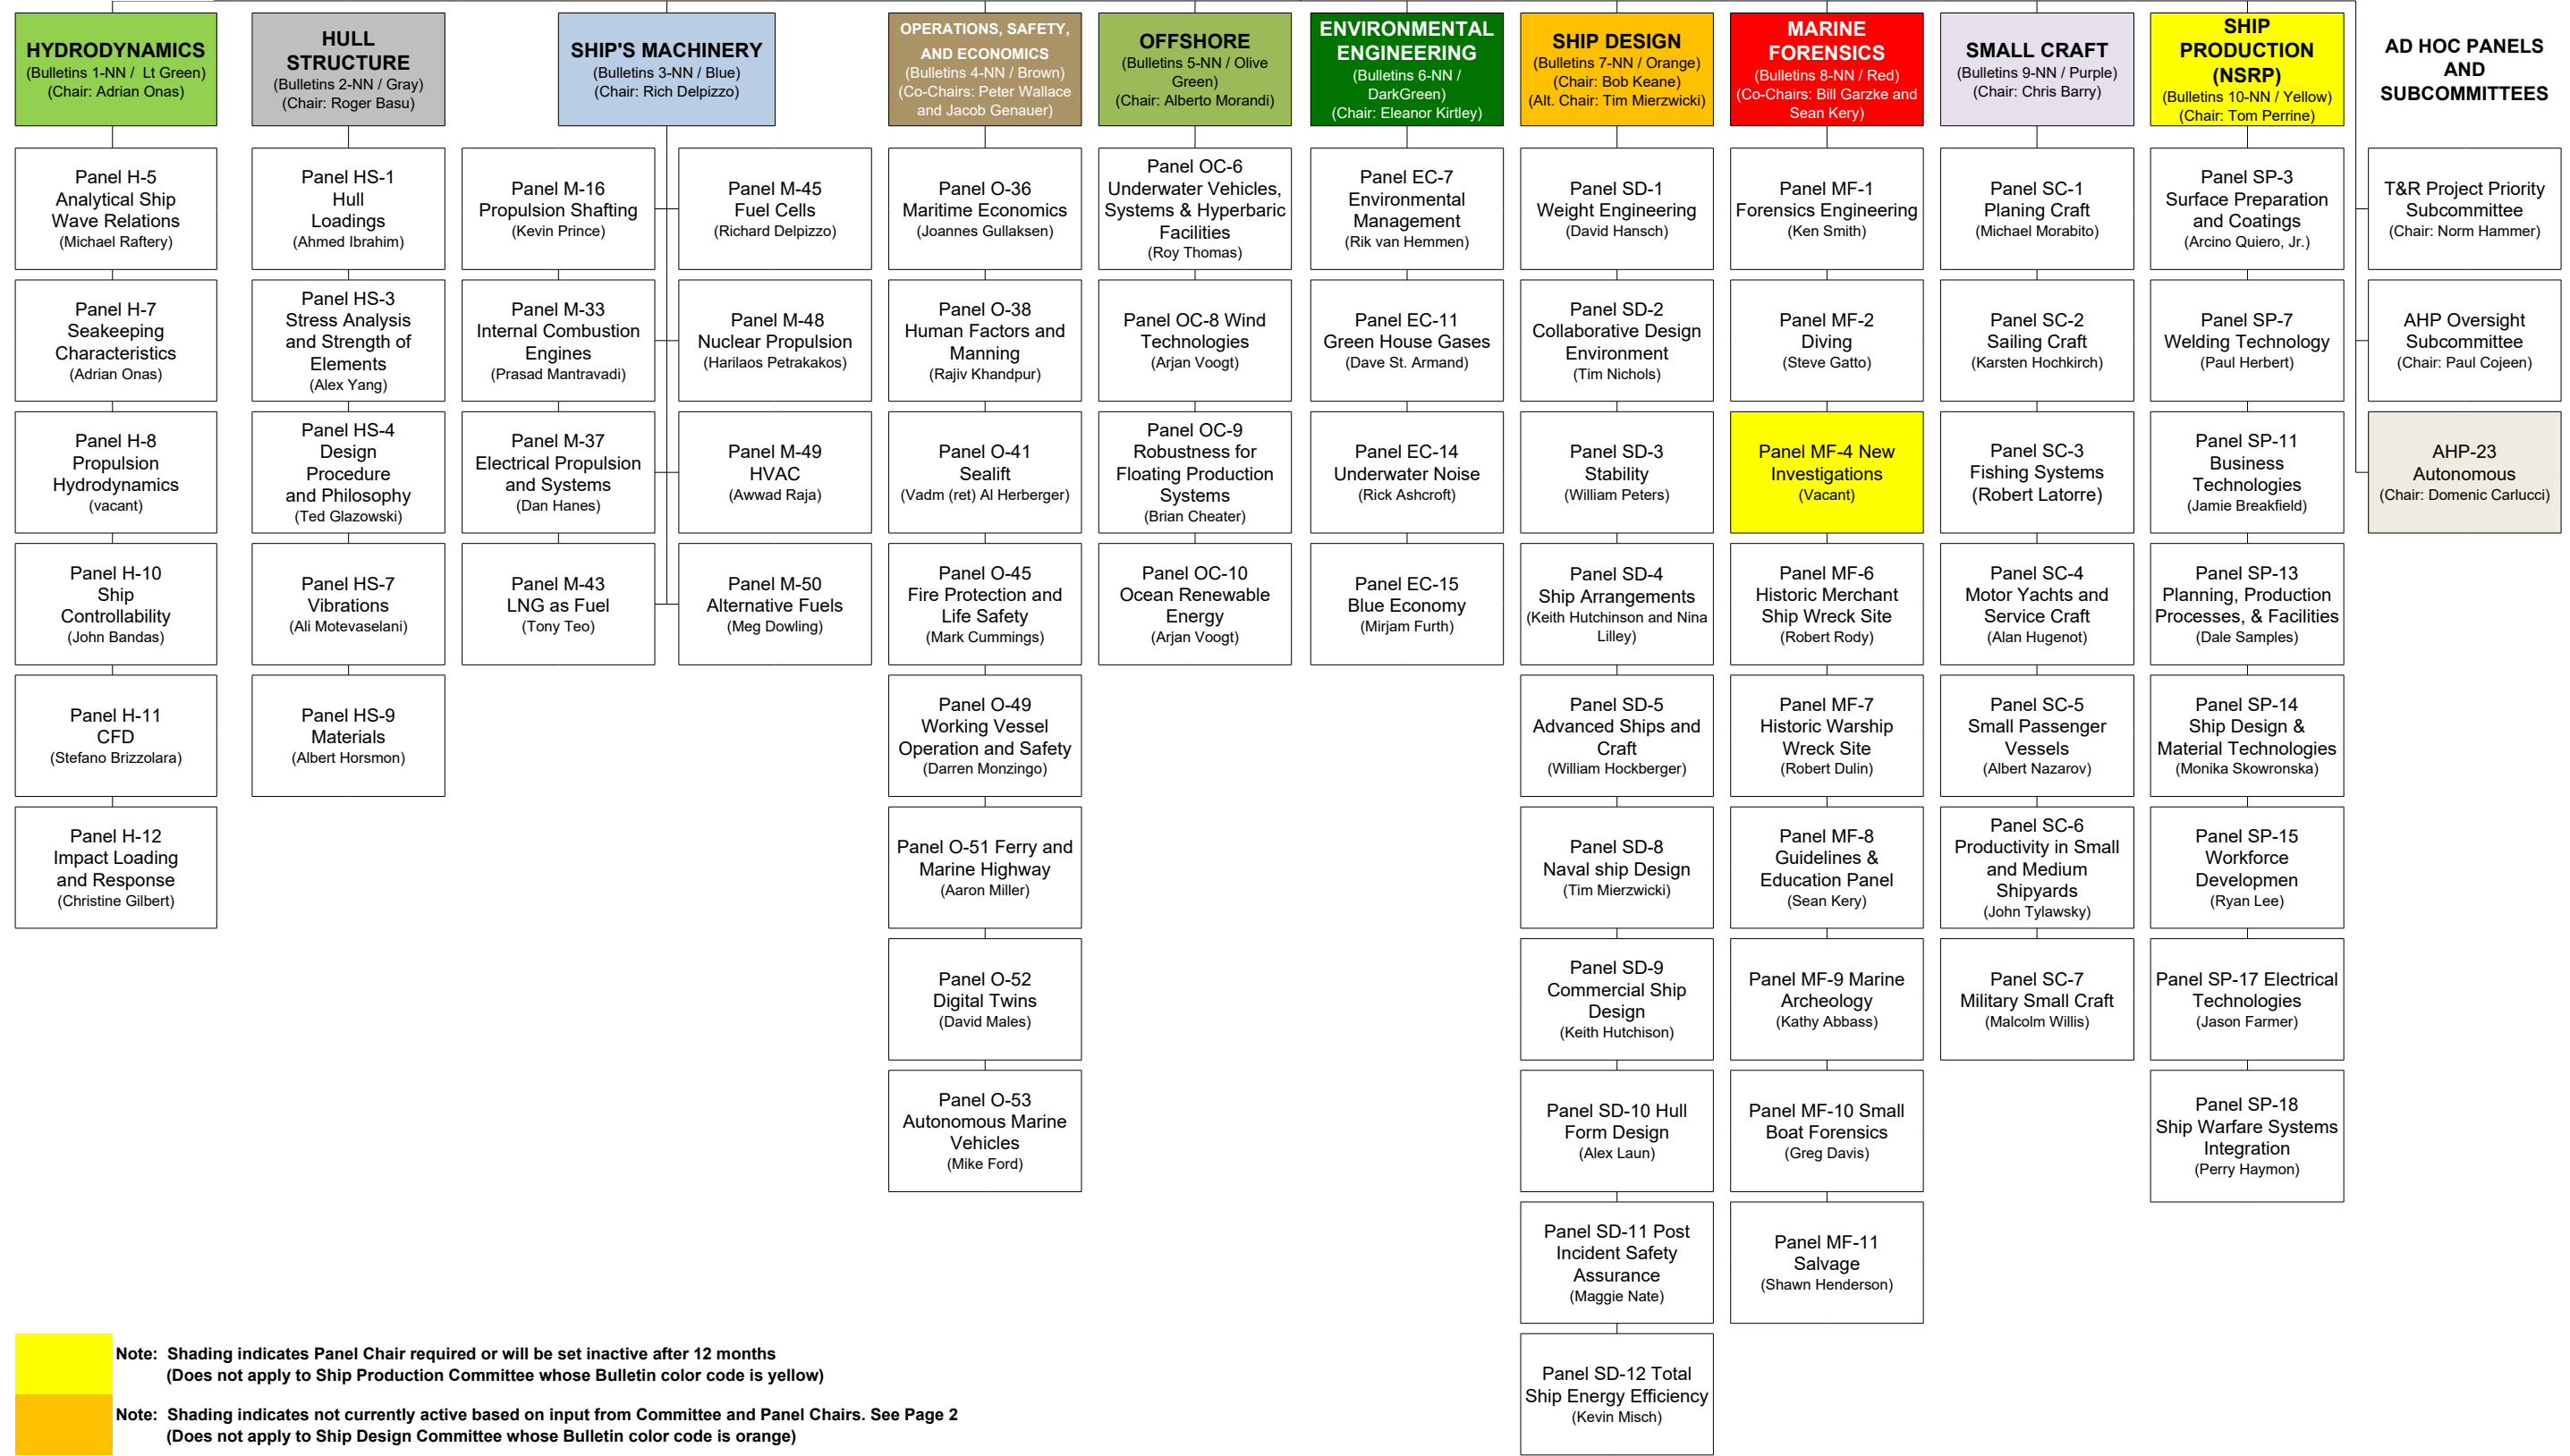 HYDRODYNAMICS
(Bulletins 1-NN / Lt Green)
(Chair: Adrian Onas)
Panel H-5
Analytical Ship
Wave Relations
(Michael Raftery)
Panel H-7
Seakeeping
Characteristics
(Adrian Onas)
Panel H-8
Propulsion
Hydrodynamics
(vacant)
Panel H-10
Ship
Controllability
(John Bandas)
Panel H-11
CFD
(Stefano Brizzolara)
Panel H-12
Impact Loading
and Response
(Christine Gilbert)
HULL
STRUCTURE
(Bulletins 2-NN / Gray)
(Chair: Roger Basu)
Panel HS-1
Hull
Loadings
(Ahmed Ibrahim)
Panel HS-3
Stress Analysis
and Strength of
Elements
(Alex Yang)
Panel HS-4
Design
Procedure
and Philosophy
(Ted Glazowski)
Panel HS-7
Vibrations
(Ali Motevaselani)
Panel HS-9
Materials
(Albert Horsmon)
SHIP'S MACHINERY
(Bulletins 3-NN / Blue)
(Chair: Rich Delpizzo)
Panel M-16
Propulsion Shafting
(Kevin Prince)
Panel M-33
Internal Combustion
Engines
(Prasad Mantravadi)
Panel M-37
Electrical Propulsion
and Systems
(Dan Hanes)
Panel M-43
LNG as Fuel
(Tony Teo)
Panel M-45
Fuel Cells
(Richard Delpizzo)
Panel M-48
Nuclear Propulsion
(Harilaos Petrakakos)
Panel M-49
HVAC
(Awwad Raja)
Panel M-50
Alternative Fuels
(Meg Dowling)
OPERATIONS, SAFETY,
AND ECONOMICS
(Bulletins 4-NN / Brown)
(Co-Chairs: Peter Wallace
and Jacob Genauer)
Panel O-36
Maritime Economics
(Joannes Gullaksen)
Panel O-38
Human Factors and
Manning
(Rajiv Khandpur)
Panel O-41
Sealift
(Vadm (ret) Al Herberger)
Panel O-45
Fire Protection and
Life Safety
(Mark Cummings)
Panel O-49
Working Vessel
Operation and Safety
(Darren Monzingo)
Panel O-51 Ferry and
Marine Highway
(Aaron Miller)
Panel O-52
Digital Twins
(David Males)
Panel O-53
Autonomous Marine
Vehicles
(Mike Ford)
OFFSHORE
(Bulletins 5-NN / Olive
Green)
(Chair: Alberto Morandi)
Panel OC-6
Underwater Vehicles,
Systems & Hyperbaric
Facilities
(Roy Thomas)
Panel OC-8 Wind
Technologies
(Arjan Voogt)
Panel OC-9
Robustness for
Floating Production
Systems
(Brian Cheater)
Panel OC-10
Ocean Renewable
Energy
(Arjan Voogt)
ENVIRONMENTAL
ENGINEERING
(Bulletins 6-NN /
DarkGreen)
(Chair: Eleanor Kirtley)
Panel EC-7
Environmental
Management
(Rik van Hemmen)
Panel EC-11
Green House Gases
(Dave St. Armand)
Panel EC-14
Underwater Noise
(Rick Ashcroft)
Panel EC-15
Blue Economy
(Mirjam Furth)
SHIP DESIGN
(Bulletins 7-NN / Orange)
(Chair: Bob Keane)
(Alt. Chair: Tim Mierzwicki)
Panel SD-1
Weight Engineering
(David Hansch)
Panel SD-2
Collaborative Design
Environment
(Tim Nichols)
Panel SD-3
Stability
(William Peters)
Panel SD-4
Ship Arrangements
(Keith Hutchinson and Nina
Lilley)
Panel SD-5
Advanced Ships and
Craft
(William Hockberger)
Panel SD-8
Naval ship Design
(Tim Mierzwicki)
Panel SD-9
Commercial Ship
Design
(Keith Hutchison)
Panel SD-10 Hull
Form Design
(Alex Laun)
Panel SD-11 Post
Incident Safety
Assurance
(Maggie Nate)
Panel SD-12 Total
Ship Energy Efficiency
(Kevin Misch)
MARINE
FORENSICS
(Bulletins 8-NN / Red)
(Co-Chairs: Bill Garzke and
Sean Kery)
Panel MF-1
Forensics Engineering
(Ken Smith)
Panel MF-2
Diving
(Steve Gatto)
Panel MF-4 New
Investigations
(Vacant)
Panel MF-6
Historic Merchant
Ship Wreck Site
(Robert Rody)
Panel MF-7
Historic Warship
Wreck Site
(Robert Dulin)
Panel MF-8
Guidelines &
Education Panel
(Sean Kery)
Panel MF-9 Marine
Archeology
(Kathy Abbass)
Panel MF-10 Small
Boat Forensics
(Greg Davis)
Panel MF-11
Salvage
(Shawn Henderson)
SMALL CRAFT
(Bulletins 9-NN / Purple)
(Chair: Chris Barry)
Panel SC-1
Planing Craft
(Michael Morabito)
Panel SC-2
Sailing Craft
(Karsten Hochkirch)
Panel SC-3
Fishing Systems
(Robert Latorre)
Panel SC-4
Motor Yachts and
Service Craft
(Alan Hugenot)
Panel SC-5
Small Passenger
Vessels
(Albert Nazarov)
Panel SC-6
Productivity in Small
and Medium
Shipyards
(John Tylawsky)
Panel SC-7
Military Small Craft
(Malcolm Willis)
SHIP
PRODUCTION
(NSRP)
(Bulletins 10-NN / Yellow)
(Chair: Tom Perrine)
Panel SP-3
Surface Preparation
and Coatings
(Arcino Quiero, Jr.)
Panel SP-7
Welding Technology
(Paul Herbert)
Panel SP-11
Business
Technologies
(Jamie Breakfield)
Panel SP-13
Planning, Production
Processes, & Facilities
(Dale Samples)
Panel SP-14
Ship Design &
Material Technologies
(Monika Skowronska)
Panel SP-15
Workforce
Developmen
(Ryan Lee)
Panel SP-17 Electrical
Technologies
(Jason Farmer)
Panel SP-18
Ship Warfare Systems
Integration
(Perry Haymon)
AD HOC PANELS
AND
SUBCOMMITTEES
T&R Project Priority
Subcommittee
(Chair: Norm Hammer)
AHP Oversight
Subcommittee
(Chair: Paul Cojeen)
AHP-23
Autonomous
(Chair: Domenic Carlucci)
Note: Shading indicates Panel Chair required or will be set inactive after 12 months
(Does not apply to Ship Production Committee whose Bulletin color code is yellow)
Note: Shading indicates not currently active based on input from Committee and Panel Chairs. See Page 2
(Does not apply to Ship Design Committee whose Bulletin color code is orange)